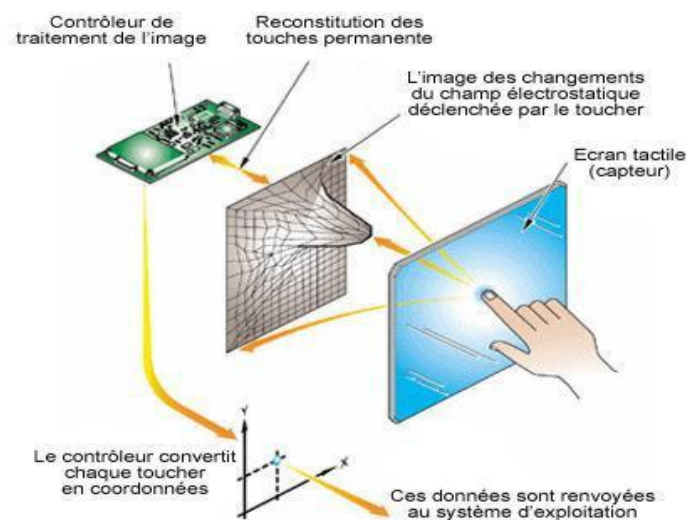 Contrôleur de
traitement de l'image
Reconstitution des
touches permanente
L'image des changements
du champ électrostatique
déclenchée par le toucher
Ecran tactile
(capteur)
Le contrôleur convertit
chaque toucher
en coordonnées
Y
X
Ces données sont renvoyées
au système d'exploitation